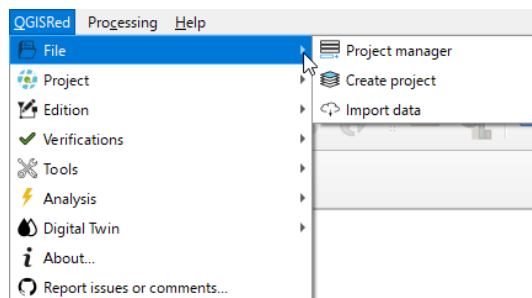 QGISRed Processing Help
File
Project
Edition
Verifications
Tools
Analysis
Digital Twin
About...
Report issues or comments...
Project manager
Create project
Import data